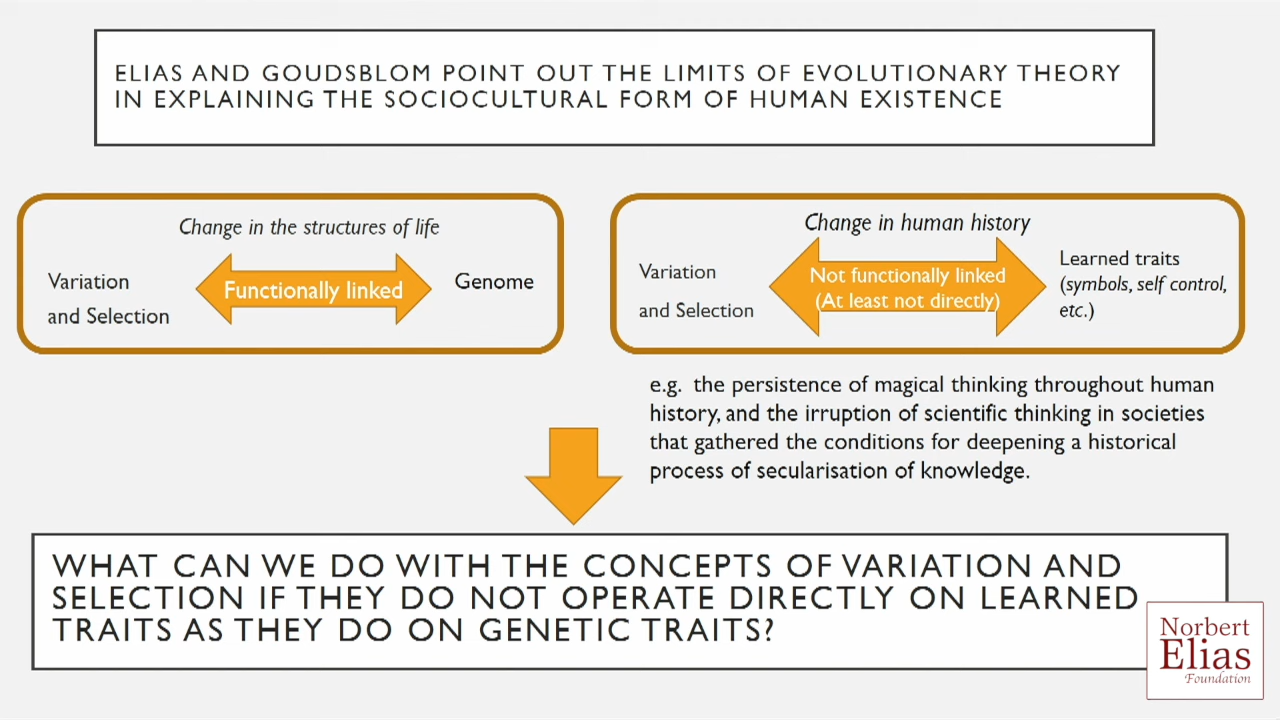 ELIAS AND GOUDSBLOM POINT OUT THE LIMITS OF EVOLUTIONARY THEORY
IN EXPLAINING THE SOCIOCULTURAL FORM OF HUMAN EXISTENCE
Change in the structures of life
Variation
and Selection
Functionally linked
Genome
Change in human history
Variation
and Selection
Not functionally linked
(At least not directly)
Learned traits
(symbols, self control,
etc.)
e.g. the persistence of magical thinking throughout human
history, and the irruption of scientific thinking in societies
that gathered the conditions for deepening a historical
process of secularisation of knowledge.
WHAT CAN WE DO WITH THE CONCEPTS OF VARIATION AND
SELECTION IF THEY DO NOT OPERATE DIRECTLY ON LEARNED
TRAITS AS THEY DO ON GENETIC TRAITS?
Norbert
Elias
Foundation